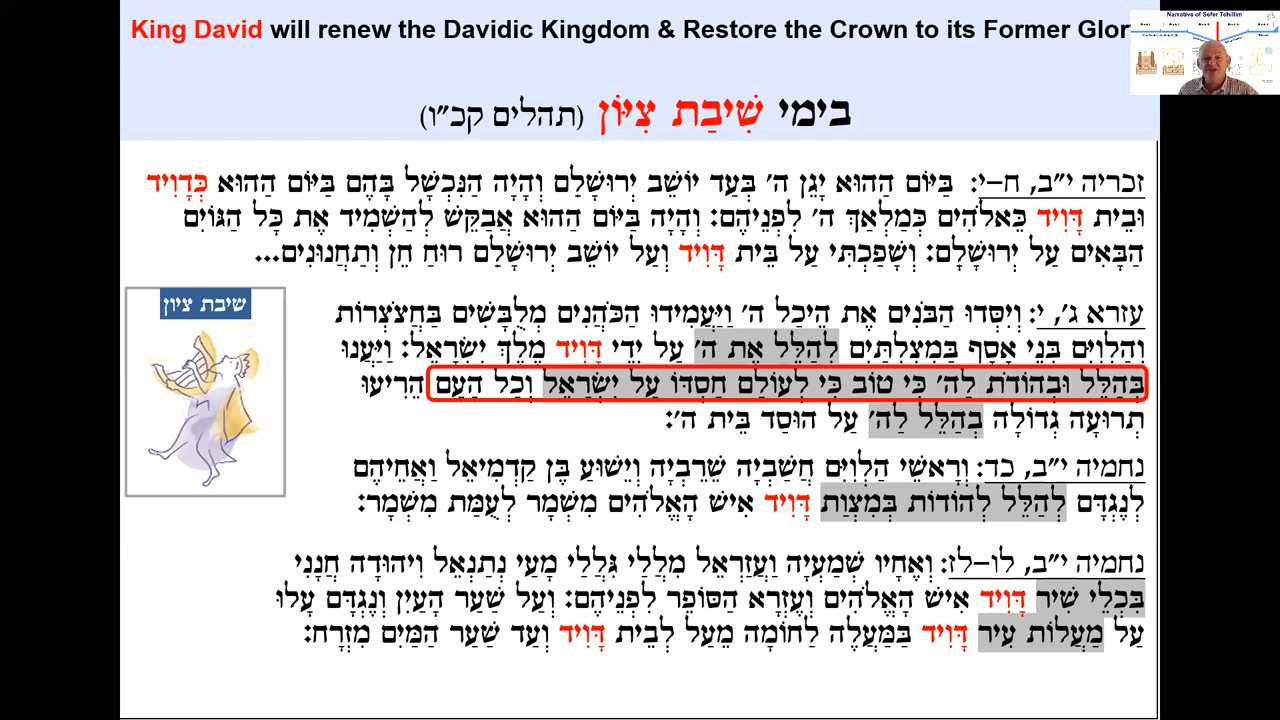 King David will renew the Davidic Kingdom & Restore the Crown to its Former Glor
Narrative of Sefer Tehillim
בימי שִׁיבַת צִיּוֹן (תהלים קכ"ו)
זכריה י"ב, ח-י: בַּיּוֹם הַהוּא יָגֵן ה' בְּעַד יוֹשֵׁב יְרוּשָׁלִַם וְהָיָה הַנִּכְשָׁל בָּהֶם בַּיּוֹם הַהוּא כְּדָוִיד
וּבֵית דָּוִיד כֵּאלֹהִים כְּמַלְאַךְ ה' לִפְנֵיהֶם: וְהָיָה בַּיּוֹם הַהוּא אֲבַקֵּשׁ לְהַשְׁמִיד אֶת כָּל הַגּוֹיִם
הַבָּאִים עַל יְרוּשָׁלִָם: וְשָׁפַכְתִּי עַל בֵּית דָּוִיד וְעַל יוֹשֵׁב יְרוּשָׁלִַם רוּחַ חֵן וְתַחֲנוּנִים...
שיבת ציון
עזרא ג', י: וְיִסְּדוּ הַבֹּנִים אֶת הֵיכַל ה' וַיַּעֲמִידוּ הַכֹּהֲנִים מְלֻבָּשִׁים בַּחֲצֹצְרוֹת
וְהַלְוִיִּם בְּנֵי אָסָף בַּמְצִלְתַּיִם לְהַלֵּל אֶת ה' עַל יְדֵי דָּוִיד מֶלֶךְ יִשְׂרָאֵל: וַיַּעֲנוּ
בְּהַלֵּל וּבְהוֹדֹת לַה' כִּי טוֹב כִּי לְעוֹלָם חַסְדּוֹ עַל יִשְׂרָאֵל וְכָל הָעָם הֵרִיעוּ
תְרוּעָה גְדוֹלָה בְהַלֵּל לַה' עַל הוּסַד בֵּית ה':
נחמיה י"ב, כד: וְרָאשֵׁי הַלְוִיִּם חֲשַׁבְיָה שֵׁרֵבְיָה וְיֵשׁוּעַ בֶּן קַדְמִיאֵל וַאֲחֵיהֶם
לְנֶגְדָּם לְהַלֵּל לְהוֹדוֹת בְּמִצְוַת דָּוִיד אִישׁ הָאֱלֹהִים מִשְׁמָר לְעֻמַּת מִשְׁמָר:
נחמיה י"ב, לו-לז: וְאֶחָיו שְׁמַעְיָה וַעֲזַרְאֵל מִלֲלַי גִּלֲלַי מָעַי נְתַנְאֵל וִיהוּדָה חֲנָנִי
בִּכְלֵי שִׁיר דָּוִיד אִישׁ הָאֱלֹהִים וְעֶזְרָא הַסּוֹפֵר לִפְנֵיהֶם: וְעַל שַׁעַר הָעַיִן וְנֶגְדָּם עָלוּ
עַל מַעֲלוֹת עִיר דָּוִיד בַּמַּעֲלֶה לַחוֹמָה מֵעַל לְבֵית דָּוִיד וְעַד שַׁעַר הַמַּיִם מִזְרָח: